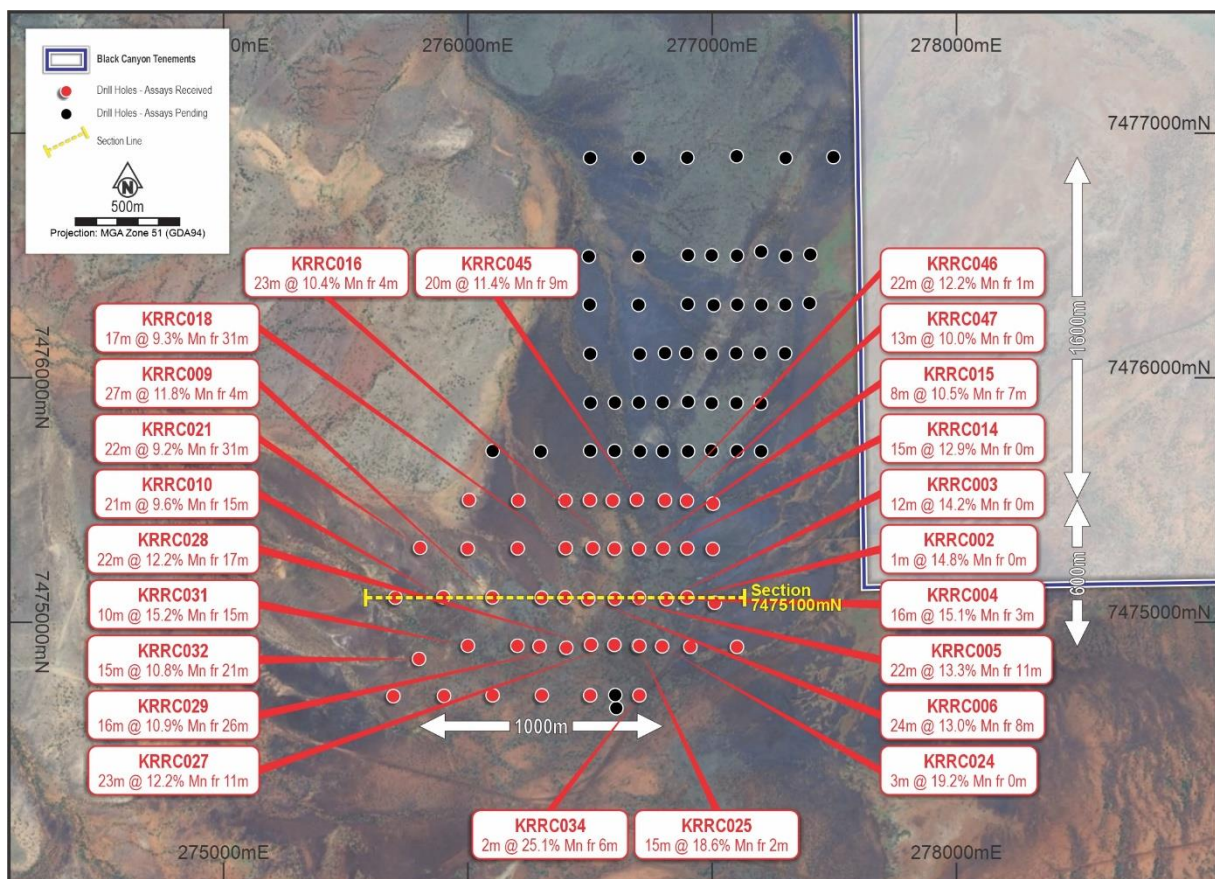 0000mE
276000mE
277000mE
278000mE
Black Canyon Tenements
Drill Holes - Assays Received
Drill Holes - Assays Pending
Section Line
N
500m
Projection: MGA Zone 51 (GDA94)
7477000mN
1600m
KRRC016
23m @ 10.4% Mn fr 4m
KRRC045
20m @ 11.4% Mn fr 9m
KRRC046
22m @ 12.2% Mn fr 1m
KRRC018
17m @ 9.3% Mn fr 31m
KRRC047
13m @ 10.0% Mn fr 0m
7476000mN
7476000mN
KRRC009
27m @ 11.8% Mn fr 4m
KRRC015
8m @ 10.5% Mn fr 7m
KRRC021
22m @ 9.2% Mn fr 31m
KRRC014
15m @ 12.9% Mn fr 0m
KRRC010
21m @ 9.6% Mn fr 15m
KRRC003
12m @ 14.2% Mn fr 0m
KRRC028
22m @ 12.2% Mn fr 17m
KRRC002
1m @ 14.8% Mn fr 0m
600m
Section
7475100mN
7475000mN
7475000mN
KRRC031
10m @ 15.2% Mn fr 15m
KRRC004
16m @ 15.1% Mn fr 3m
KRRC032
15m @ 10.8% Mn fr 21m
KRRC005
22m @ 13.3% Mn fr 11m
KRRC029
16m @ 10.9% Mn fr 26m
KRRC006
24m @ 13.0% Mn fr 8m
1000m
KRRC027
23m @ 12.2% Mn fr 11m
KRRC024
3m @ 19.2% Mn fr 0m
KRRC034
2m @ 25.1% Mn fr 6m
KRRC025
15m @ 18.6% Mn fr 2m
275000mE
278000mE